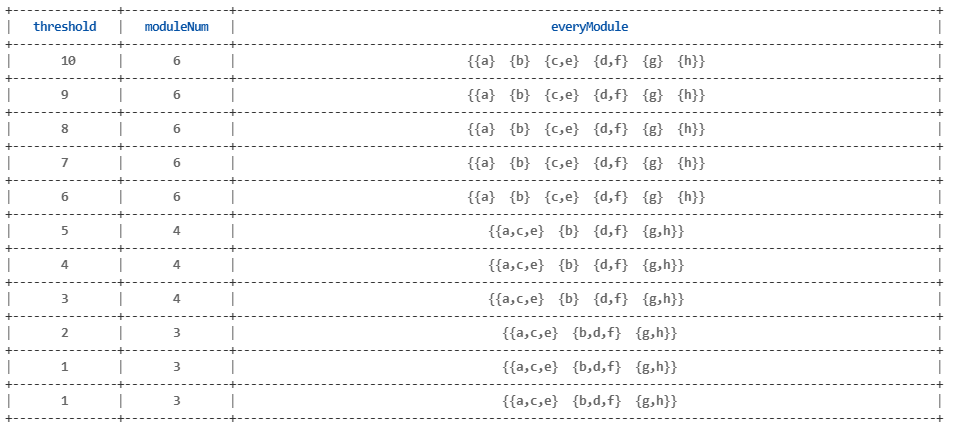 threshold | moduleNum | everyModule
10 | 6 | {{a} {b} {c,e} {d,f} {g} {h}}
9 | 6 | {{a} {b} {c,e} {d,f} {g} {h}}
8 | 6 | {{a} {b} {c,e} {d,f} {g} {h}}
7 | 6 | {{a} {b} {c,e} {d,f} {g} {h}}
6 | 6 | {{a} {b} {c,e} {d,f} {g} {h}}
5 | 4 | {{a,c,e} {b} {d,f} {g,h}}
4 | 4 | {{a,c,e} {b} {d,f} {g,h}}
3 | 4 | {{a,c,e} {b} {d,f} {g,h}}
2 | 3 | {{a,c,e} {b,d,f} {g,h}}
1 | 3 | {{a,c,e} {b,d,f} {g,h}}
1 | 3 | {{a,c,e} {b,d,f} {g,h}}